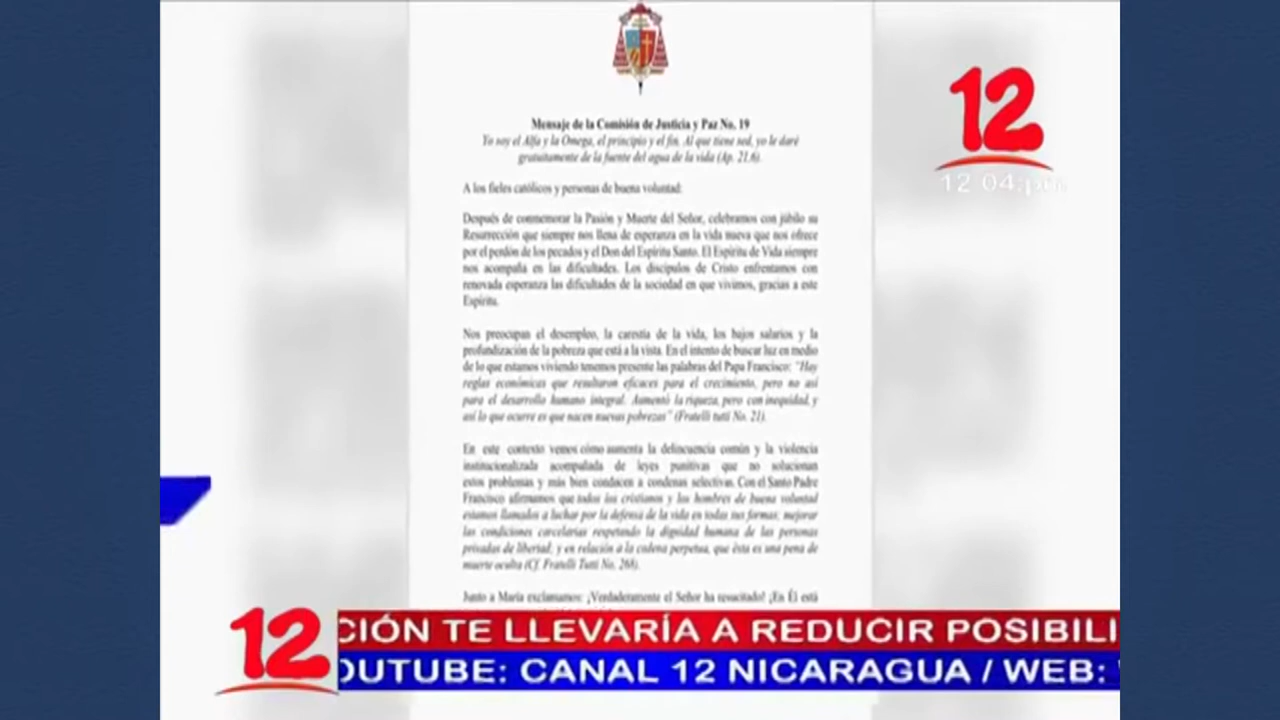 Mensaje de la Comisión de Justicia y Paz No. 19
Yo soy el Alfa y la Omega, el principio y el fin. Al que tiene sed, yo le daré
gratuitamente de la fuente del agua de la vida (Ap. 21,6).
A los fieles católicos y personas de buena voluntad:
Después de conmemorar la Pasión y Muerte del Señor, celebramos con júbilo su
Resurrección que siempre nos llena de esperanza en la vida nueva que nos ofrece
por el perdón de los pecados y el Don del Espíritu Santo. El Espíritu de Vida siempre
nos acompaña en las dificultades. Los discípulos de Cristo enfrentamos con
renovada esperanza las dificultades de la sociedad en que vivimos, gracias a este
Espíritu.
Nos preocupan el desempleo, la carestía de la vida, los bajos salarios y la
profundización de la pobreza que está a la vista. En el intento de buscar luz en medio
de lo que estamos viviendo tenemos presente las palabras del Papa Francisco: "Hay
reglas económicas que resultaron eficaces para el crecimiento, pero no así
para el desarrollo humano integral. Aumentó la riqueza, pero con inequidad, y
así lo que ocurre es que nacen nuevas pobrezas" (Fratelli tutti No. 21).
En este contexto vemos cómo aumenta la delincuencia común y la violencia
institucionalizada acompañada de leyes punitivas que no solucionan
estos problemas y más bien conducen a condenas selectivas. Con el Santo Padre
Francisco afirmamos que todos los cristianos y los hombres de buena voluntad
estamos llamados a luchar por la defensa de la vida en todas sus formas; mejorar
las condiciones carcelarias respetando la dignidad humana de las personas
privadas de libertad; y en relación a la cadena perpetua, que ésta es una pena de
muerte oculta (Cf. Fratelli Tutti No. 268).
Junto a María exclamamos: ¡Verdaderamente el Señor ha resucitado! ¡En Él está
12
12 04:pm
12
CIÓN TE LLEVARÍA A REDUCIR POSIBILI
OUTUBE: CANAL 12 NICARAGUA / WEB: